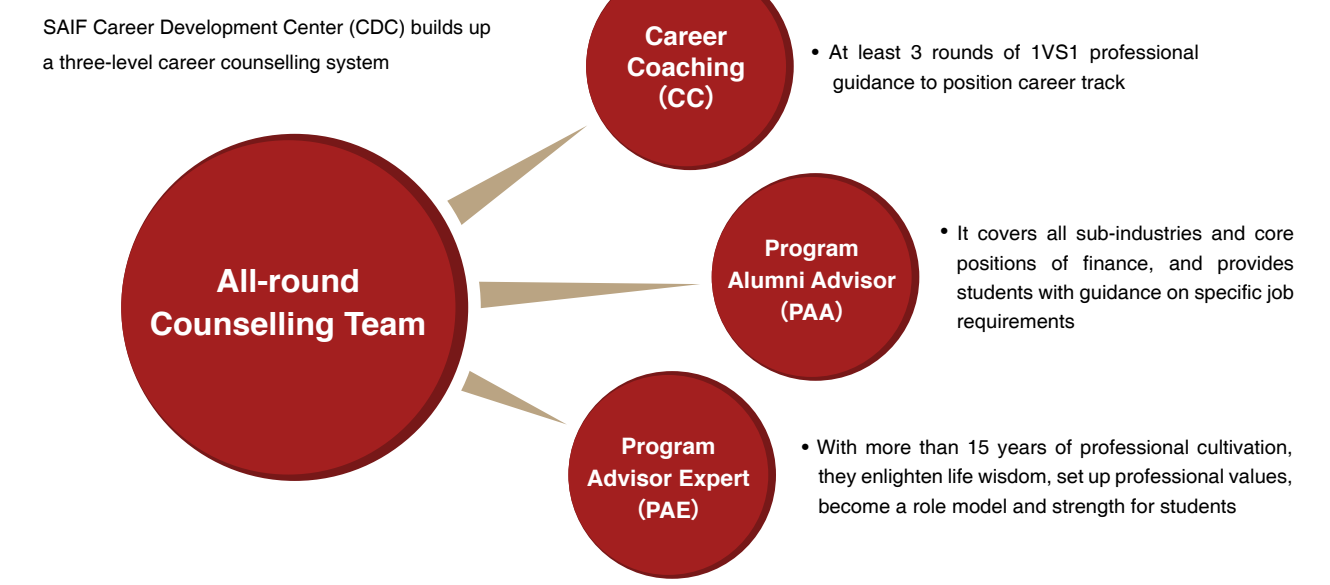 SAIF Career Development Center (CDC) builds up
a three-level career counselling system
All-round
Counselling Team
Career
Coaching
（CC）
• At least 3 rounds of 1VS1 professional
guidance to position career track
Program
Alumni Advisor
（PAA）
• It covers all sub-industries and core
positions of finance, and provides
students with guidance on specific job
requirements
Program
Advisor Expert
（PAE）
• With more than 15 years of professional cultivation,
they enlighten life wisdom, set up professional values,
become a role model and strength for students